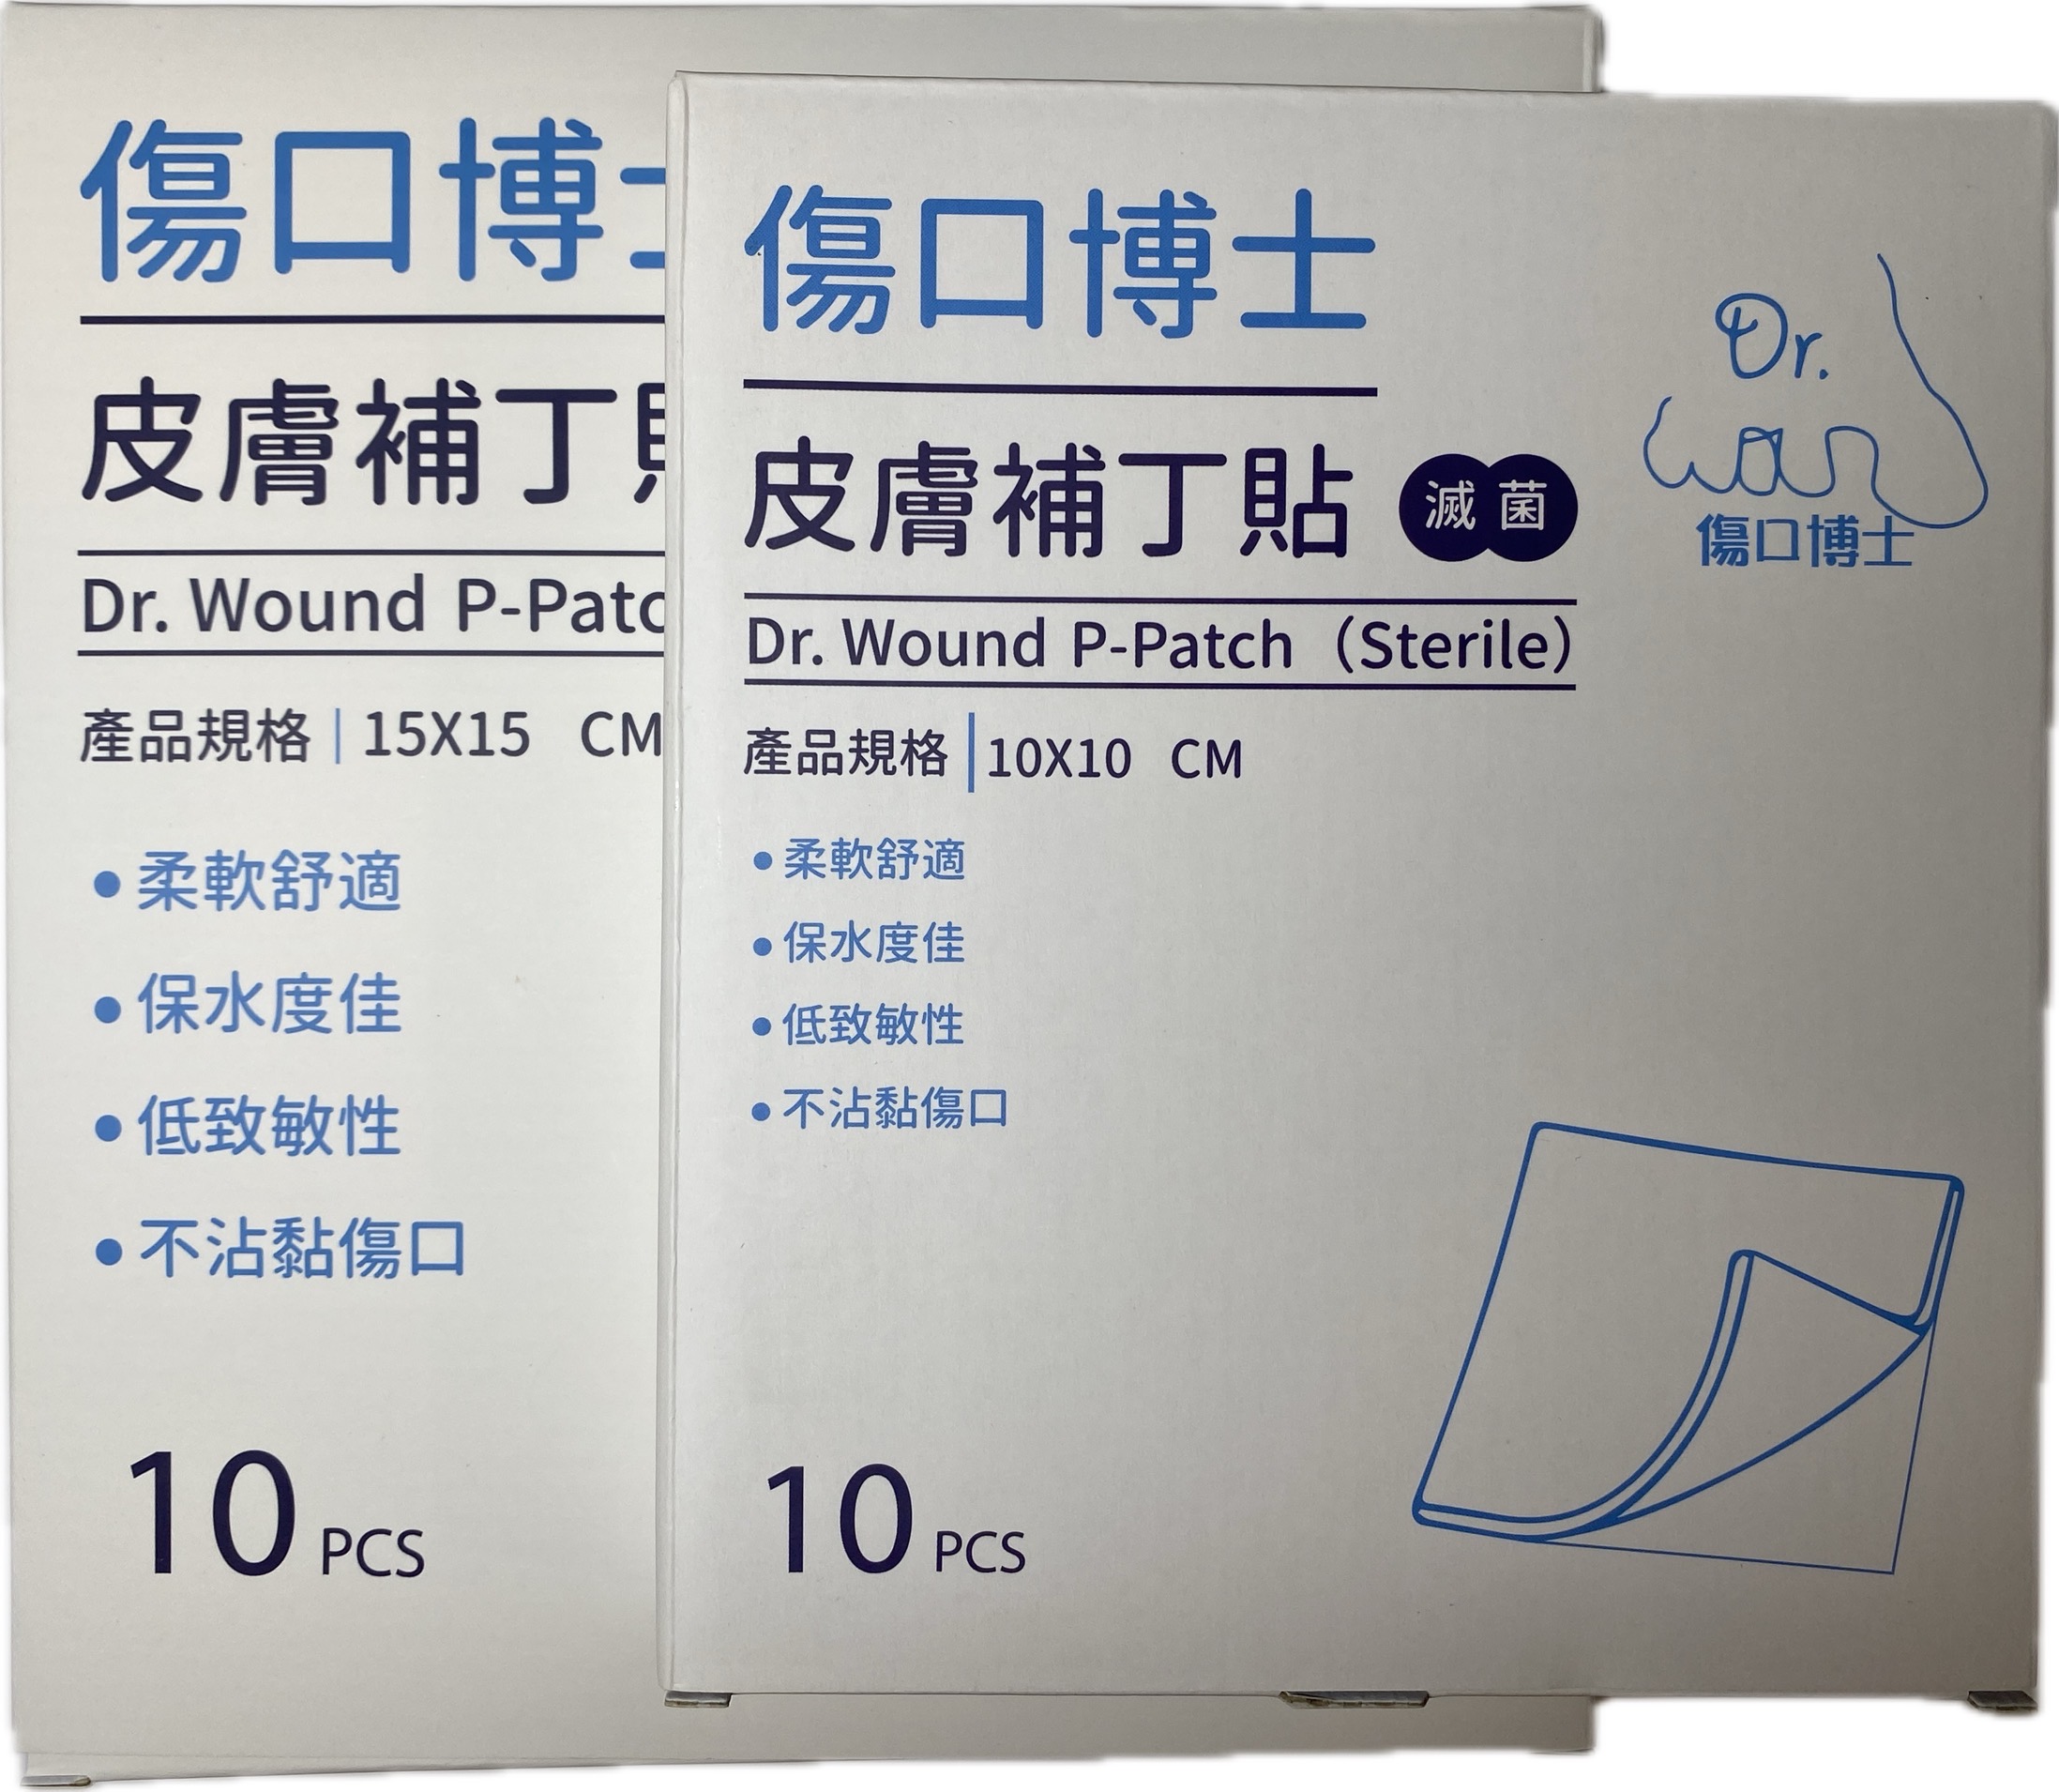 傷口博
皮膚補丁
Dr. Wound P-Patc
產品規格 | 15X15 CM
• 柔軟舒適
• 保水度佳
• 低致敏性
• 不沾黏傷口
10 PCS
傷口博士
皮膚補丁貼 滅菌
Dr. Wound P-Patch（Sterile）
產品規格 | 10X10 CM
• 柔軟舒適
• 保水度佳
• 低致敏性
• 不沾黏傷口
10 PCS
Dr.
Wan
傷口博士